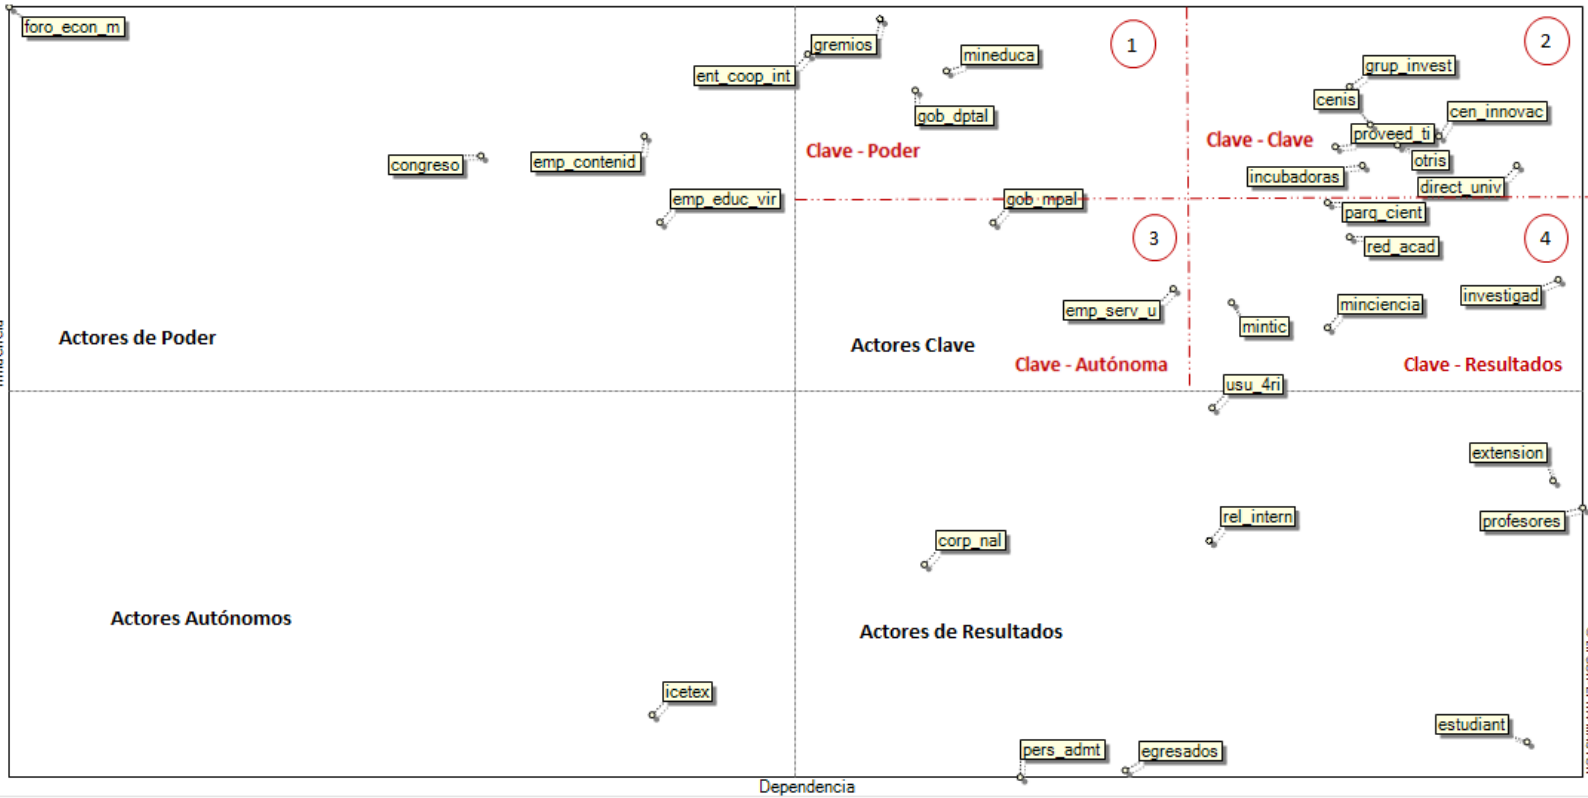 foro_econ_m
gremios
1
2
mineduca
grup_invest
ent_coop_int
cenis
cen_innovac
gob_dptal
proveed_ti
Clave - Poder
Clave - Clave
congreso
emp_contenid
otris
incubadoras
direct_univ
emp_educ_vir
gob_mpal
parq_cient
3
4
red_acad
investigad
emp_serv_u
minciencia
mintic
Actores de Poder
Actores Clave
Clave - Autónoma
Clave - Resultados
usu_4ri
extension
rel_intern
profesores
corp_nal
Actores Autónomos
Actores de Resultados
icetex
estudiant
pers_admt
egresados
Dependencia